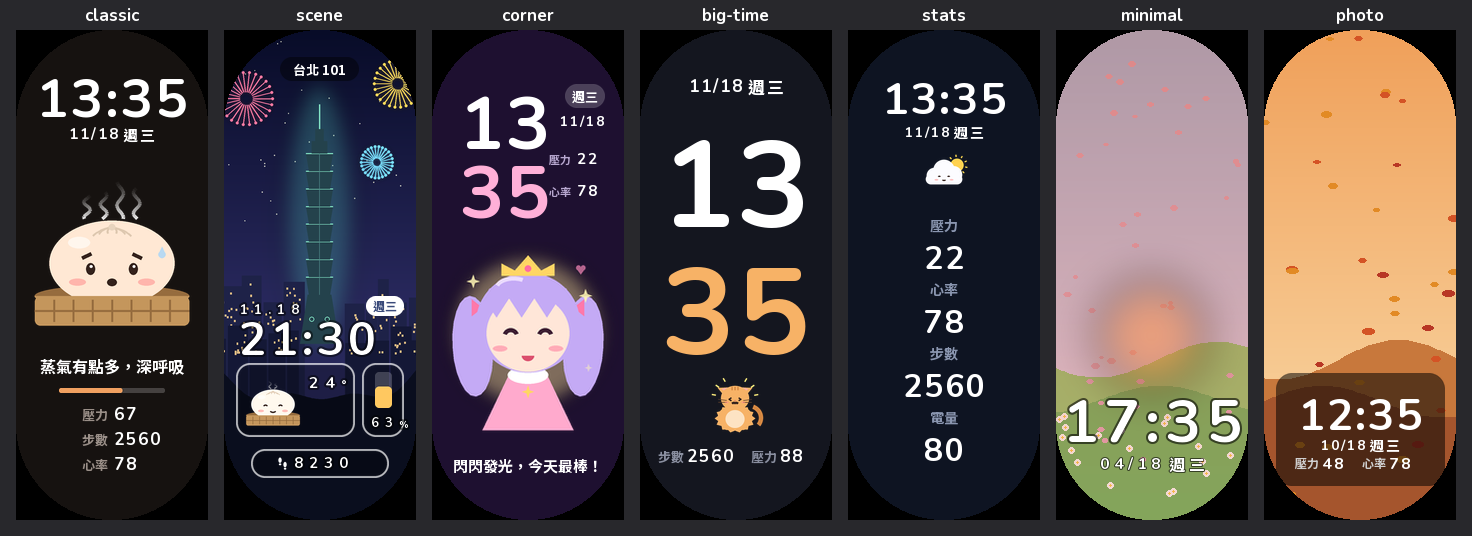 classic
13:35
11/18 週三
蒸氣有點多，深呼吸
壓力 67
步數 2560
心率 78
scene
台北 101
11.18
週三
21:30
24°
63%
8230
corner
13
週三
11/18
35
壓力 22
心率 78
閃閃發光，今天最棒！
big-time
11/18 週三
13
35
步數 2560 壓力 88
stats
13:35
11/18 週三
壓力
22
心率
78
步數
2560
電量
80
minimal
17:35
04/18 週三
photo
12:35
10/18 週三
壓力 48 心率 78